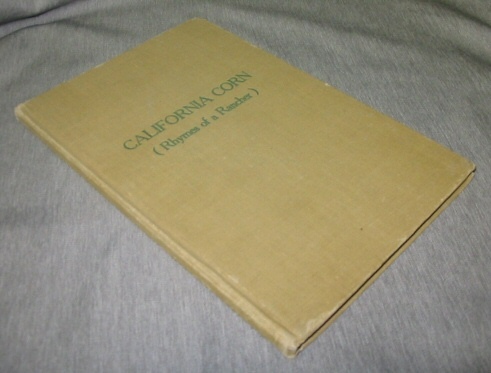 CALIFORNIA CORN
( Rhymes of a Rancher )